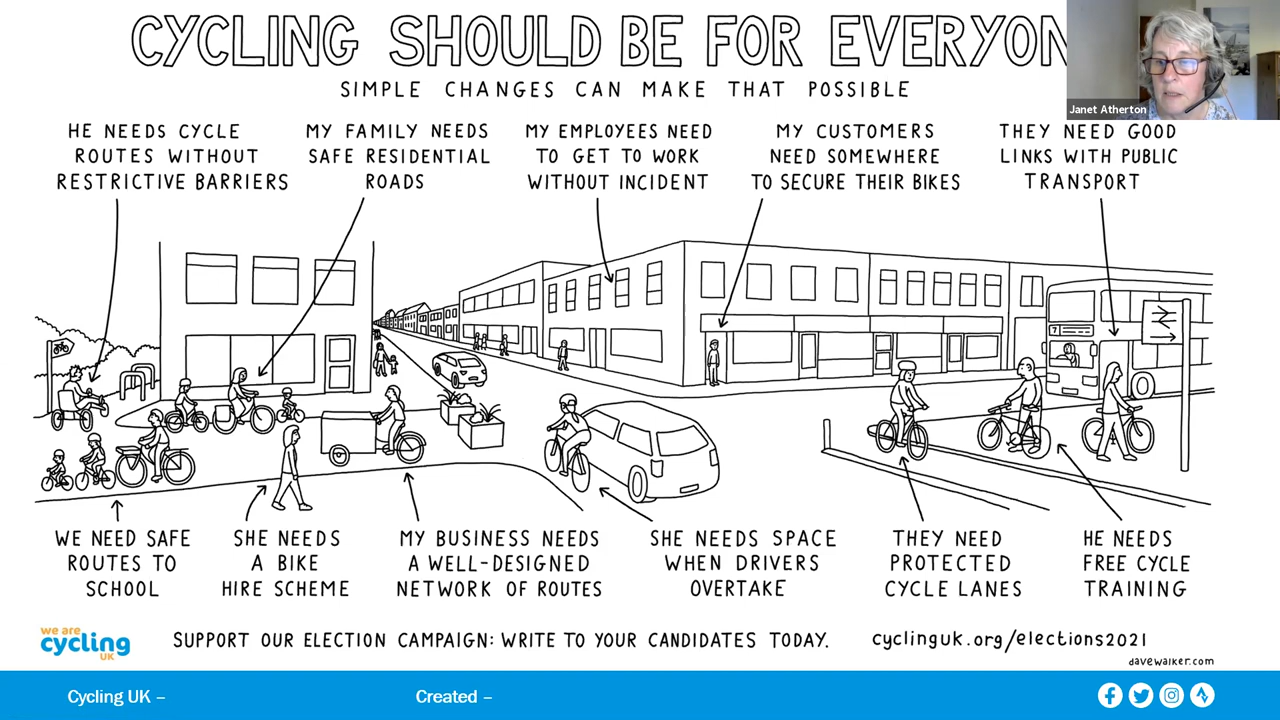 CYCLING SHOULD BE FOR EVERYON
SIMPLE CHANGES CAN MAKE THAT POSSIBLE
Janet Atherton
HE NEEDS CYCLE
ROUTES WITHOUT
RESTRICTIVE BARRIERS
MY FAMILY NEEDS
SAFE RESIDENTIAL
ROADS
MY EMPLOYEES NEED
TO GET TO WORK
WITHOUT INCIDENT
MY CUSTOMERS
NEED SOMEWHERE
TO SECURE THEIR BIKES
THEY NEED GOOD
LINKS WITH PUBLIC
TRANSPORT
7
WE NEED SAFE
ROUTES TO
SCHOOL
SHE NEEDS
A BIKE
HIRE SCHEME
MY BUSINESS NEEDS
A WELL-DESIGNED
NETWORK OF ROUTES
SHE NEEDS SPACE
WHEN DRIVERS
OVERTAKE
THEY NEED
PROTECTED
CYCLE LANES
HE NEEDS
FREE CYCLE
TRAINING
we are
cycling
UK
SUPPORT OUR ELECTION CAMPAIGN: WRITE TO YOUR CANDIDATES TODAY.
cyclinguk.org/elections2021
davewalker.com
Cycling UK –
Created –